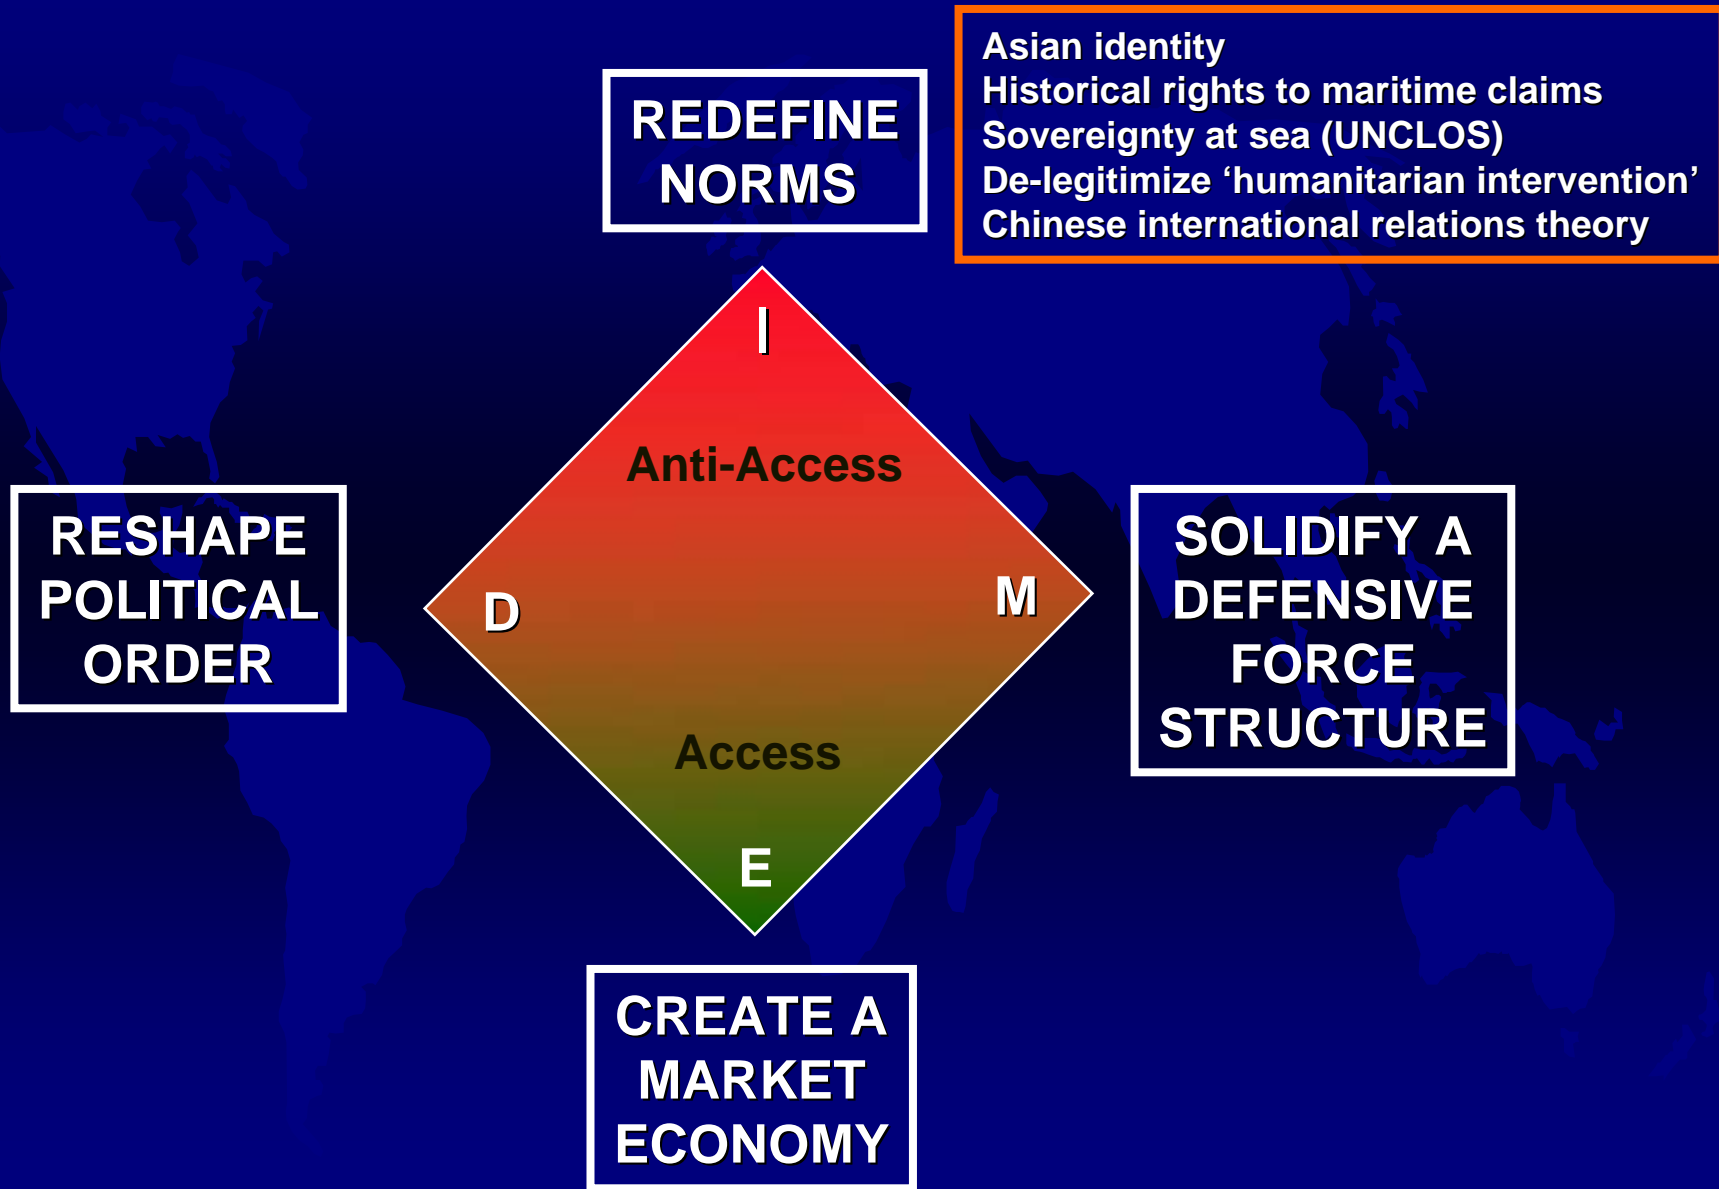 Asian identity
Historical rights to maritime claims
Sovereignty at sea (UNCLOS)
De-legitimize ‘humanitarian intervention’
Chinese international relations theory
REDEFINE
NORMS
I
Anti-Access
RESHAPE
POLITICAL
ORDER
D
M
SOLIDIFY A
DEFENSIVE
FORCE
STRUCTURE
Access
E
CREATE A
MARKET
ECONOMY